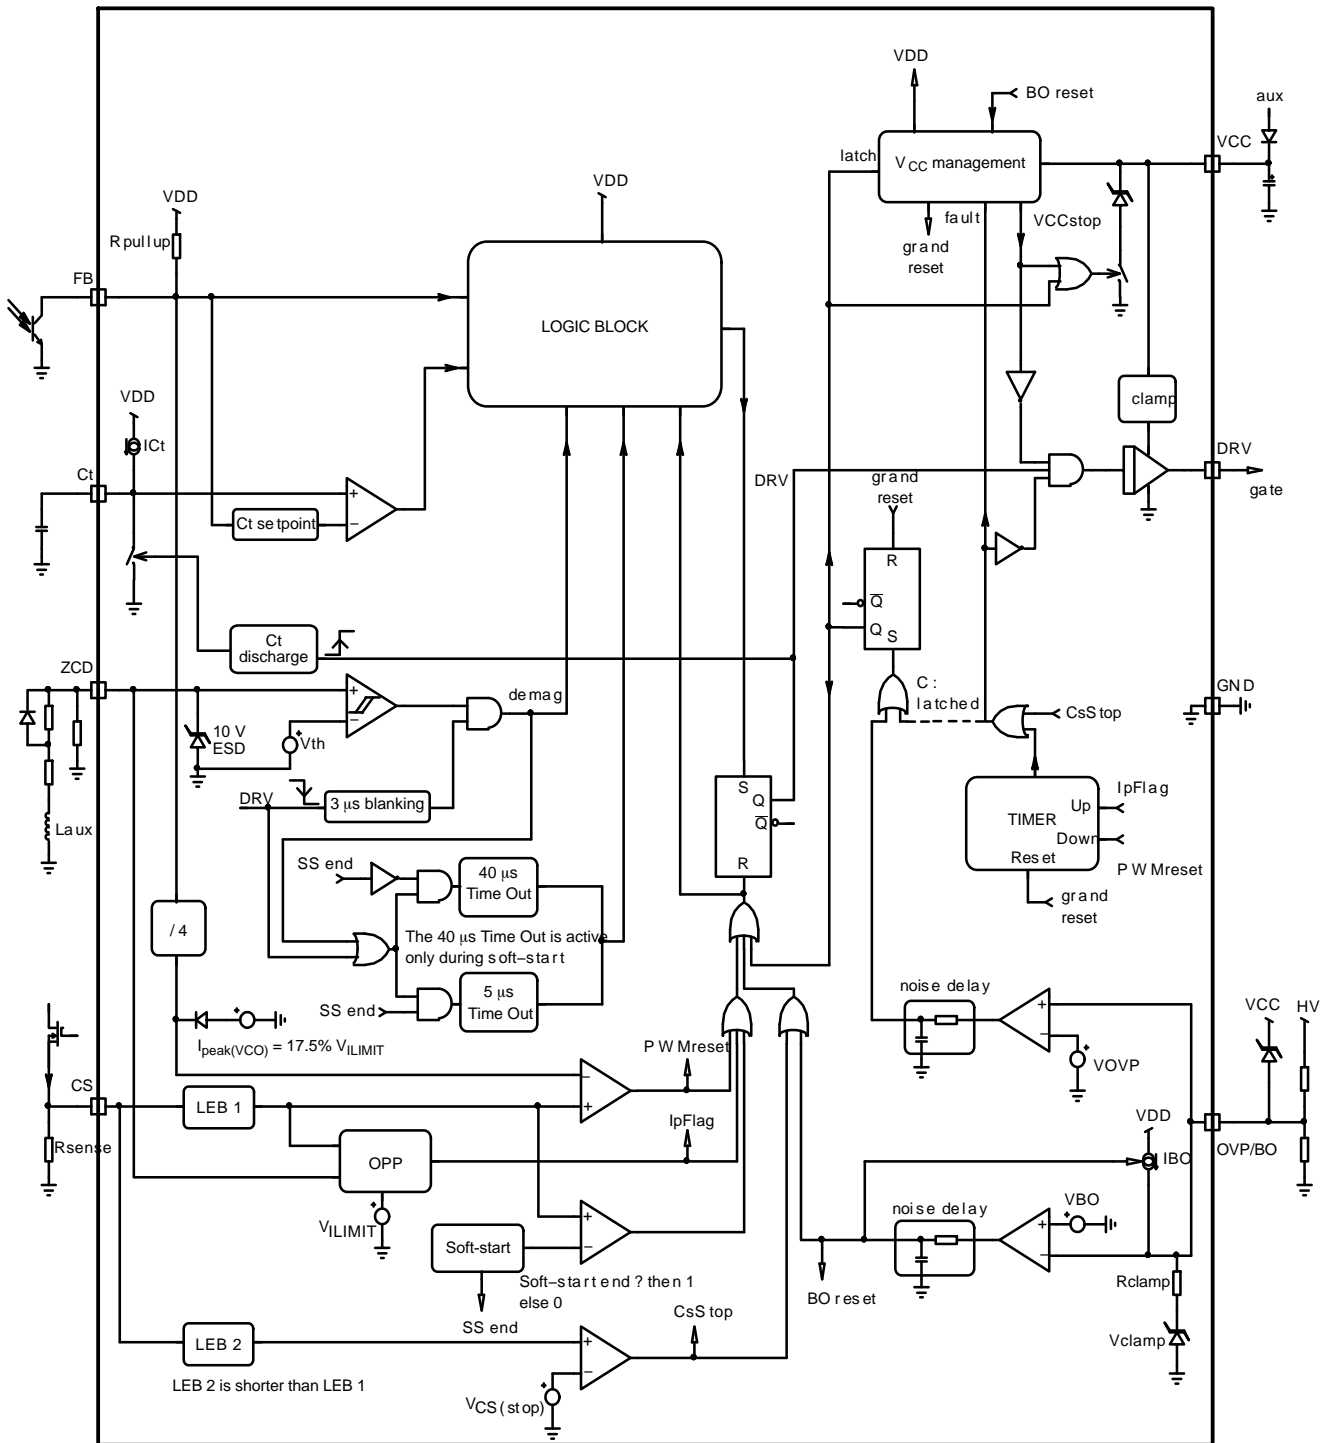 VDD
BO reset
aux
VCC
latch
VCC management
VDD
VDD
fault
VCCstop
grand
reset
Rpullup
FB
LOGIC BLOCK
VDD
clamp
ICt
DRV
Ct
grand
reset
DRV
gate
+
Ct setpoint
−
R
Q
Q
S
Ct
discharge
ZCD
demag
C :
latched
GND
+
CsStop
−
10 V
ESD
+
Vth
IpFlag
S
Q
Up
DRV
3 μs blanking
Q
TIMER
Laux
Down
SS end
40 μs
Time Out
R
Reset
PWMreset
grand
reset
/ 4
The 40 μs Time Out is active
only during soft−start
5 μs
Time Out
noise delay
+
VCC
HV
SS end
−
+
Ipeak(VCO) = 17.5% VILIMIT
PWMreset
VOVP
CS
−
LEB 1
+
IpFlag
VDD
Rsense
OPP
IBO
OVP/BO
noise delay
VBO
+
+
VILIMIT
+
+
Soft-start
−
−
Soft−start end ? then 1
else 0
Rclamp
BO reset
SS end
CsStop
LEB 2
+
Vclamp
−
LEB 2 is shorter than LEB 1
+
VCS(stop)